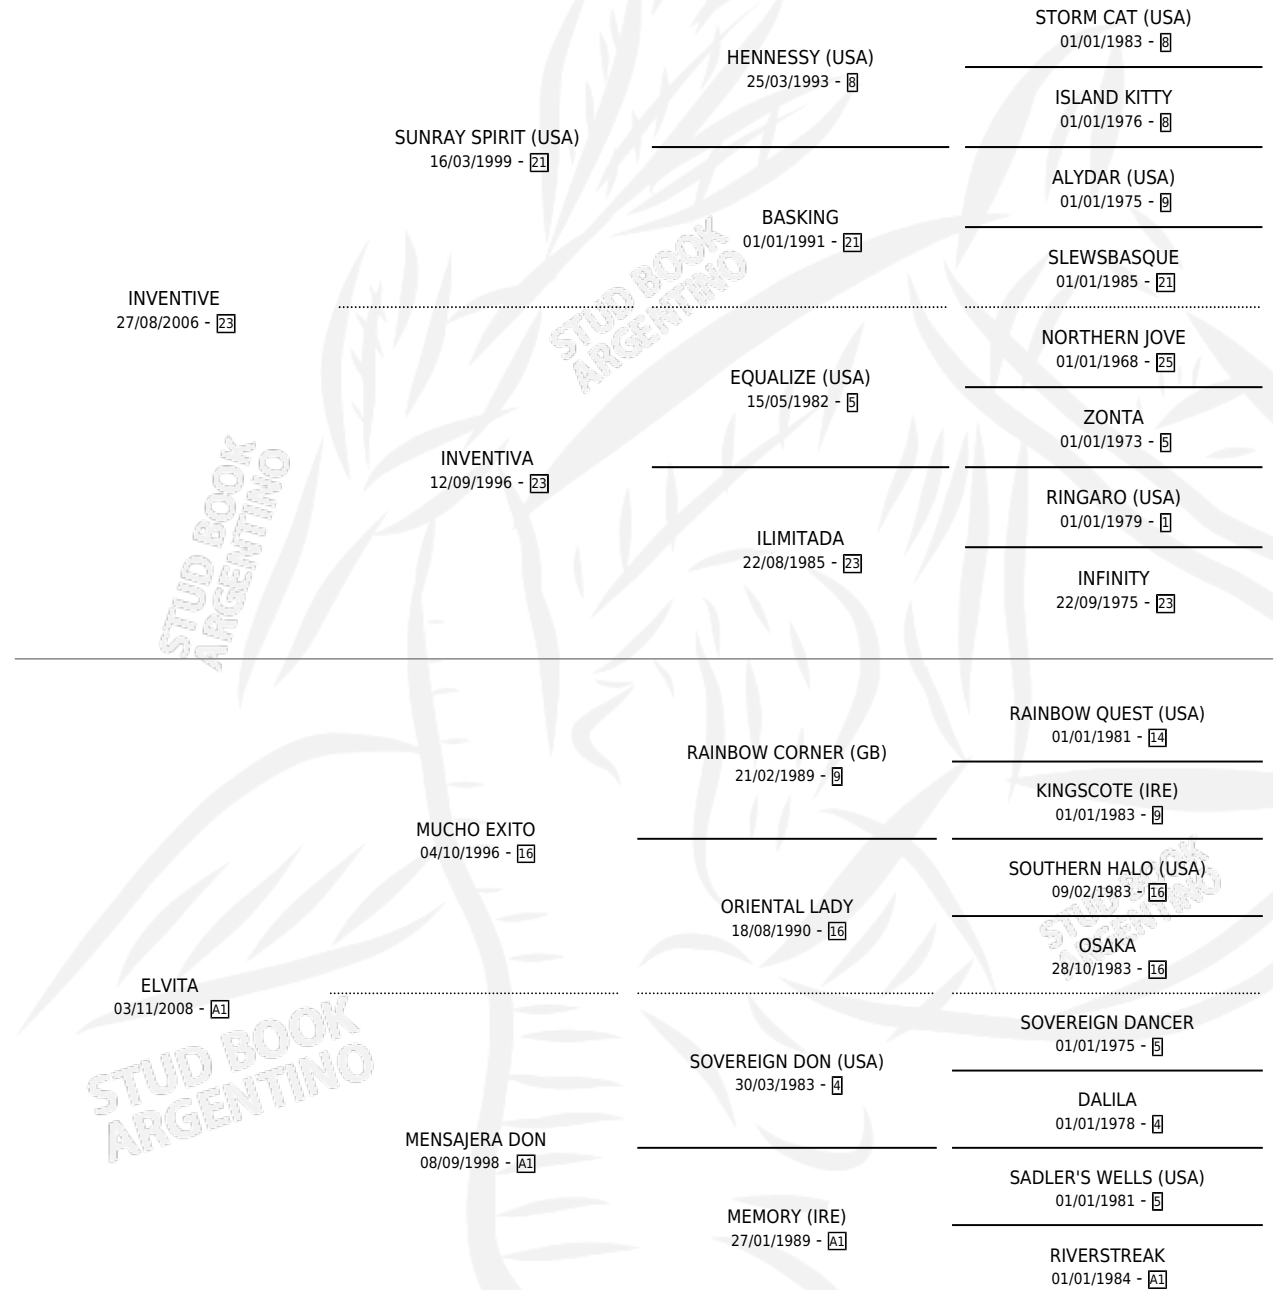 STORM CAT (USA)
01/01/1983 - 8
HENNESSY (USA)
25/03/1993 - 8
ISLAND KITTY
01/01/1976 - 8
SUNRAY SPIRIT (USA)
16/03/1999 - 21
ALYDAR (USA)
01/01/1975 - 9
BASKING
01/01/1991 - 21
SLEWSBASQUE
01/01/1985 - 21
INVENTIVE
27/08/2006 - 23
NORTHERN JOVE
01/01/1968 - 25
EQUALIZE (USA)
15/05/1982 - 5
ZONTA
01/01/1973 - 5
INVENTIVA
12/09/1996 - 23
RINGARO (USA)
01/01/1979 - 1
ILIMITADA
22/08/1985 - 23
INFINITY
22/09/1975 - 23
RAINBOW QUEST (USA)
01/01/1981 - 14
RAINBOW CORNER (GB)
21/02/1989 - 9
KINGSCOTE (IRE)
01/01/1983 - 9
MUCHO EXITO
04/10/1996 - 16
SOUTHERN HALO (USA)
09/02/1983 - 16
ORIENTAL LADY
18/08/1990 - 16
OSAKA
28/10/1983 - 16
ELVITA
03/11/2008 - A1
SOVEREIGN DANCER
01/01/1975 - 5
SOVEREIGN DON (USA)
30/03/1983 - 4
DALILA
01/01/1978 - 4
MENSAJERA DON
08/09/1998 - A1
SADLER'S WELLS (USA)
01/01/1981 - 5
MEMORY (IRE)
27/01/1989 - A1
RIVERSTREAK
01/01/1984 - A1
STUD BOOK
ARGENTINO
STUD BOOK
ARGENTINO
STUD BOOK
ARGENTINO
STUD BOOK
ARGENTINO